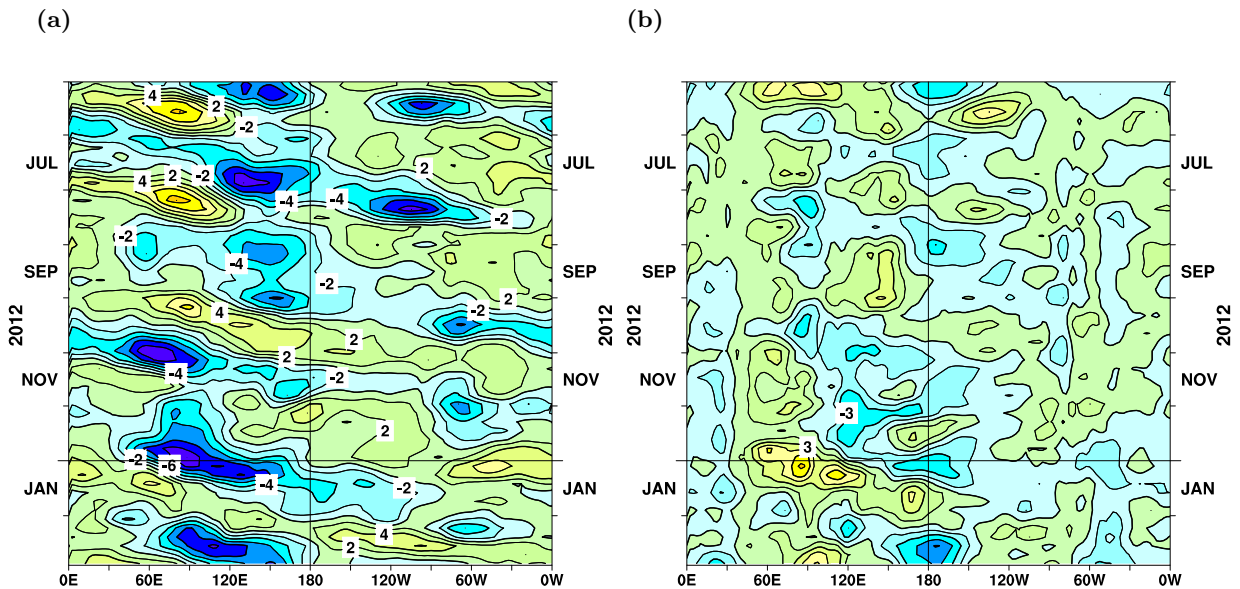 (a) (b)
4 2
-2
JUL 2 JUL JUL JUL
4 2 -2
-4 -4
-2 -2
SEP -4 SEP SEP SEP
-2
2
4 -2
2012 2 2012 2012 2012
2
NOV -4 -2 NOV NOV NOV
-3
2
-2 -6 3
JAN -4 -2 JAN JAN JAN
4
2
0E 60E 120E 180 120W 60W 0W 0E 60E 120E 180 120W 60W 0W